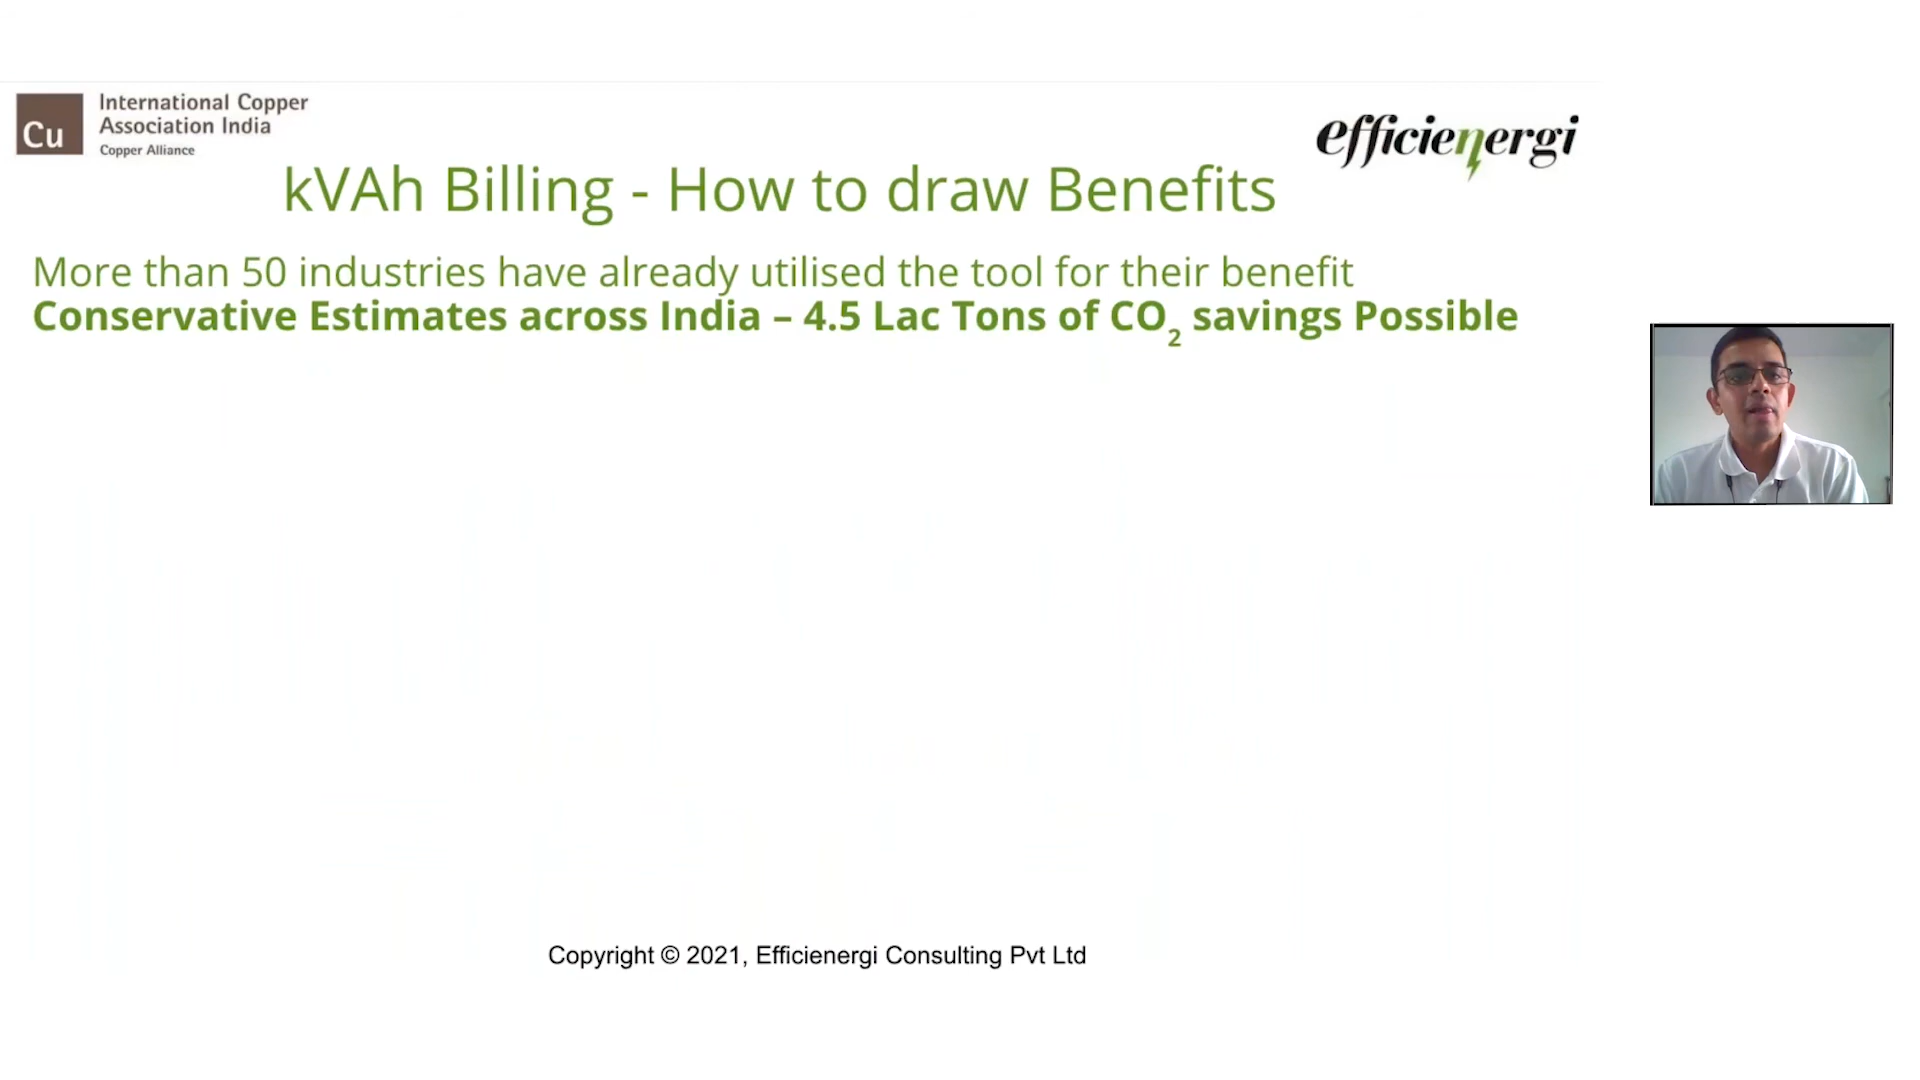 Cu
International Copper
Association India
Copper Alliance
efficienergi
kVAh Billing - How to draw Benefits
More than 50 industries have already utilised the tool for their benefit
Conservative Estimates across India – 4.5 Lac Tons of CO₂ savings Possible
Copyright © 2021, Efficienergi Consulting Pvt Ltd